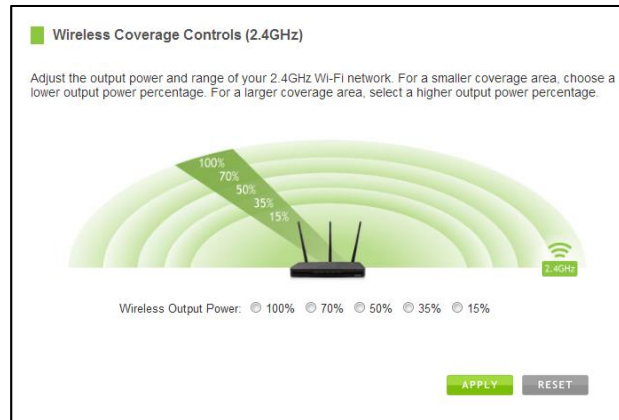 Wireless Coverage Controls (2.4GHz)
Adjust the output power and range of your 2.4GHz Wi-Fi network. For a smaller coverage area, choose a
lower output power percentage. For a larger coverage area, select a higher output power percentage.
100%
70%
50%
35%
15%
2.4GHz
Wireless Output Power: 100% 70% 50% 35% 15%
APPLY RESET